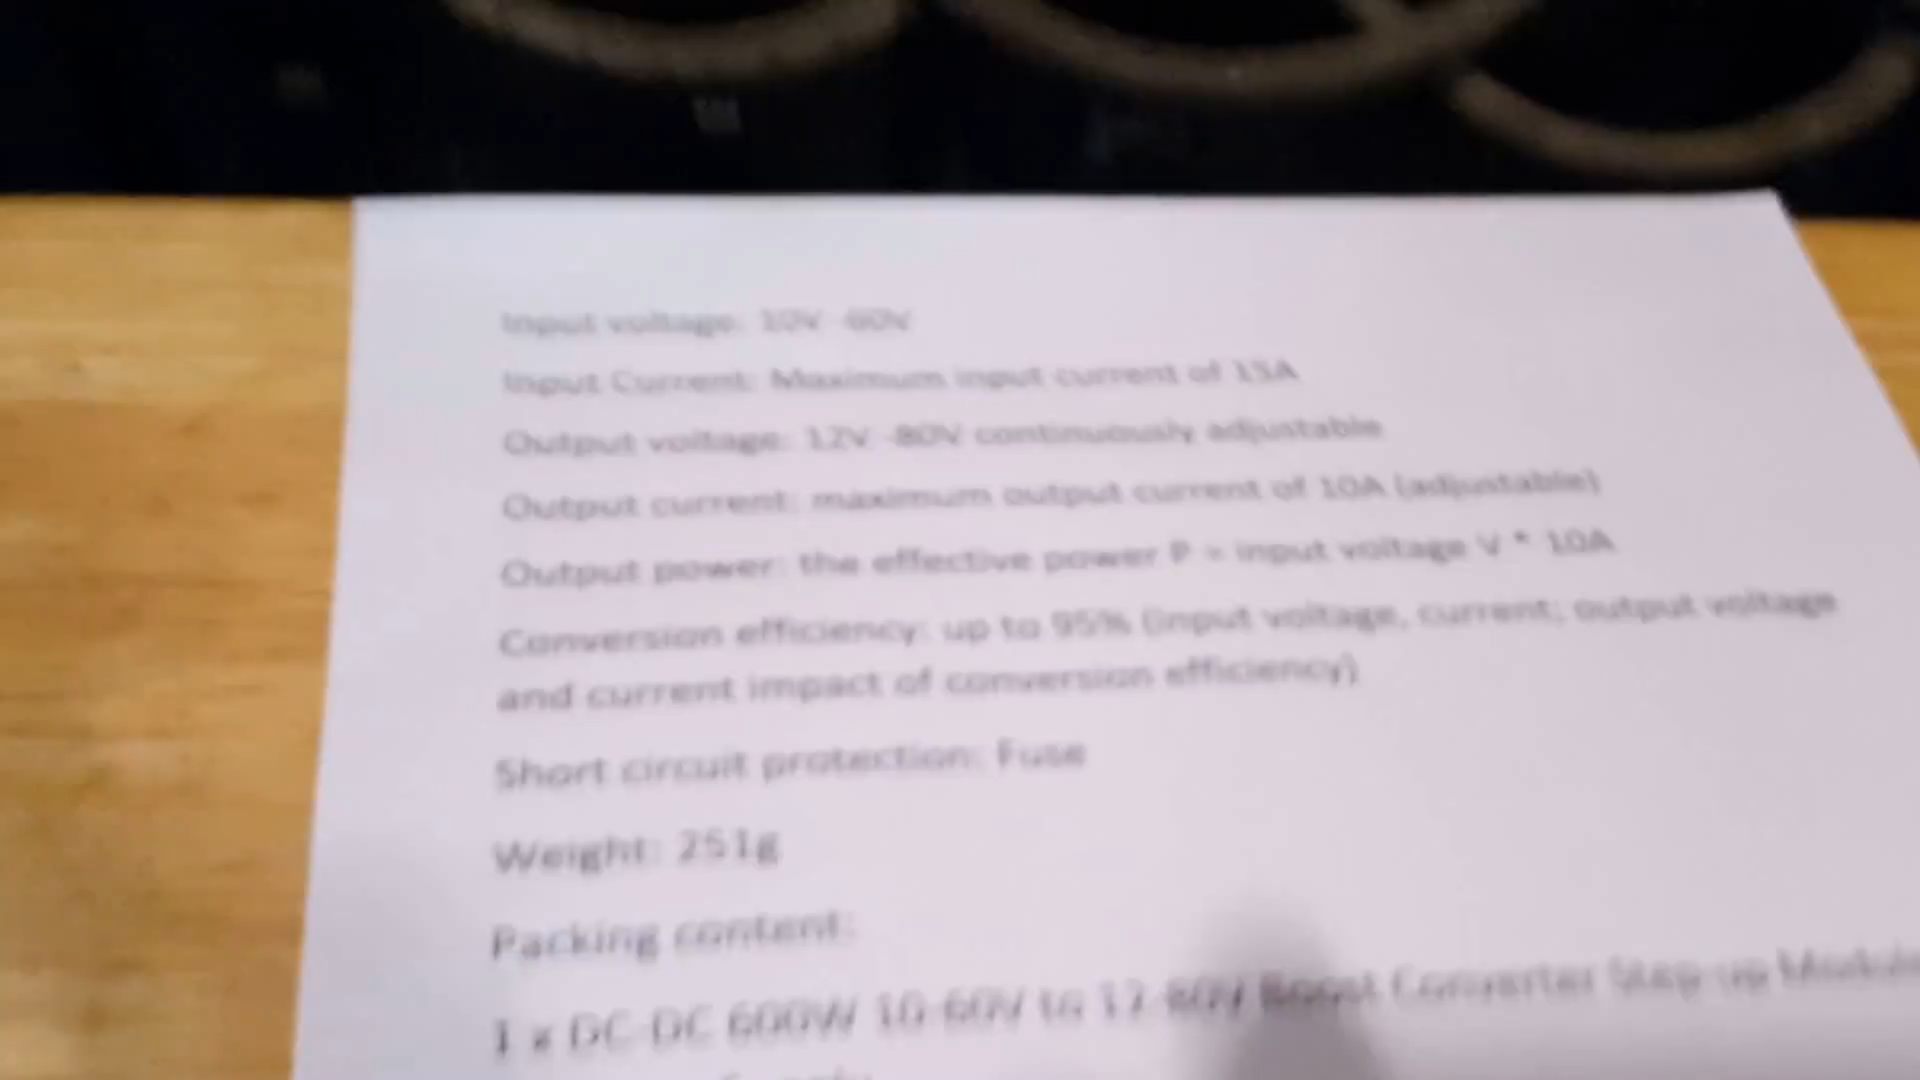 Input voltage: 10V -60V
Input Current: Maximum input current of 15A
Output voltage: 12V -80V continuously adjustable
Output current: maximum output current of 10A (adjustable)
Output power: the effective power P = input voltage V * 10A
Conversion efficiency: up to 95% (input voltage, current; output voltage
and current impact of conversion efficiency)
Short circuit protection: Fuse
Weight: 251g
Packing content:
1 x DC-DC 600W 10-60V to 12-80V Boost Converter Step-up Module